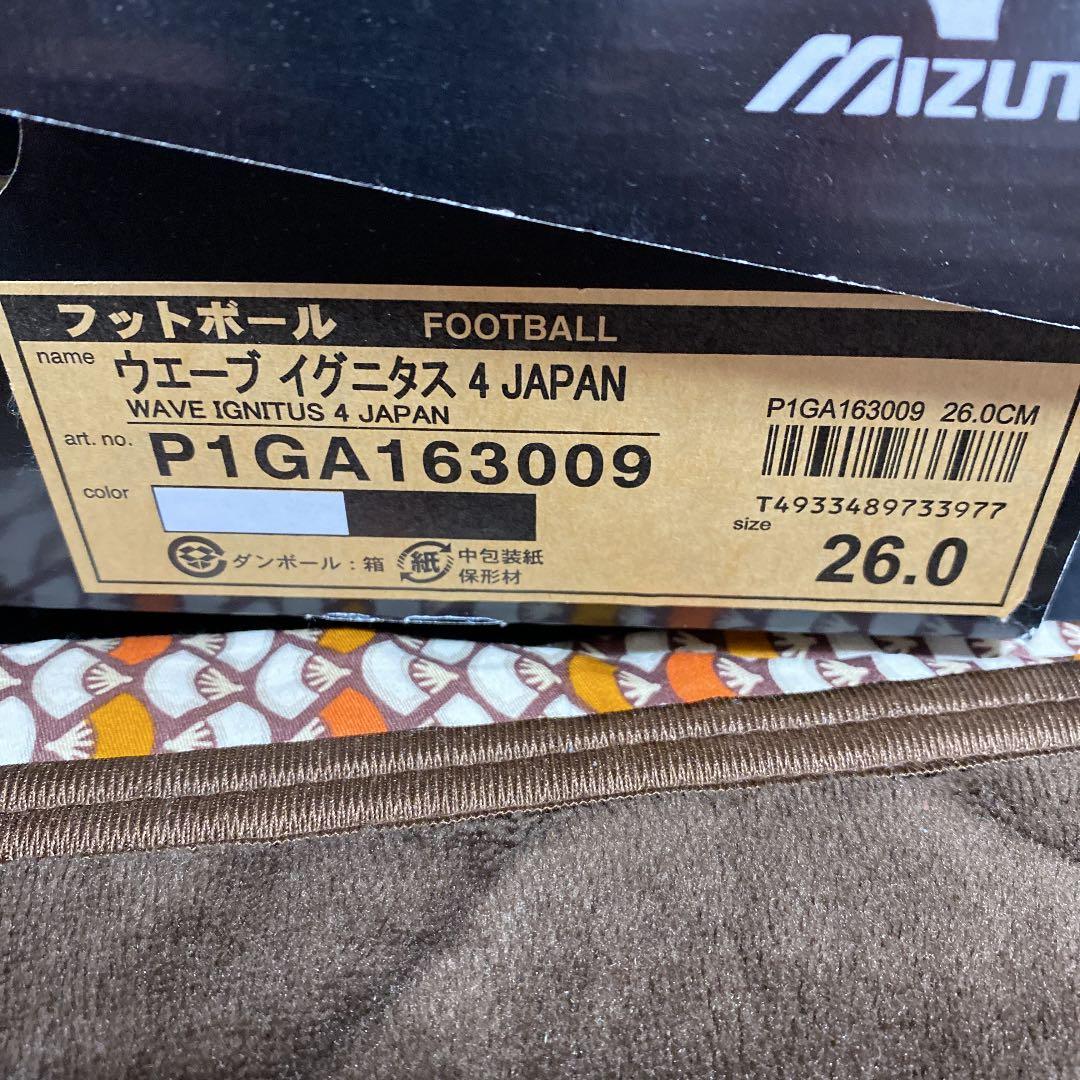 MIZUN
フットボール FOOTBALL
name ウエーブ イグニタス 4 JAPAN
WAVE IGNITUS 4 JAPAN
art. no. P1GA163009
color
P1GA163009 26.0CM
T4933489733977
size
26.0
ダンボール：箱 紙 中包装紙
保形材